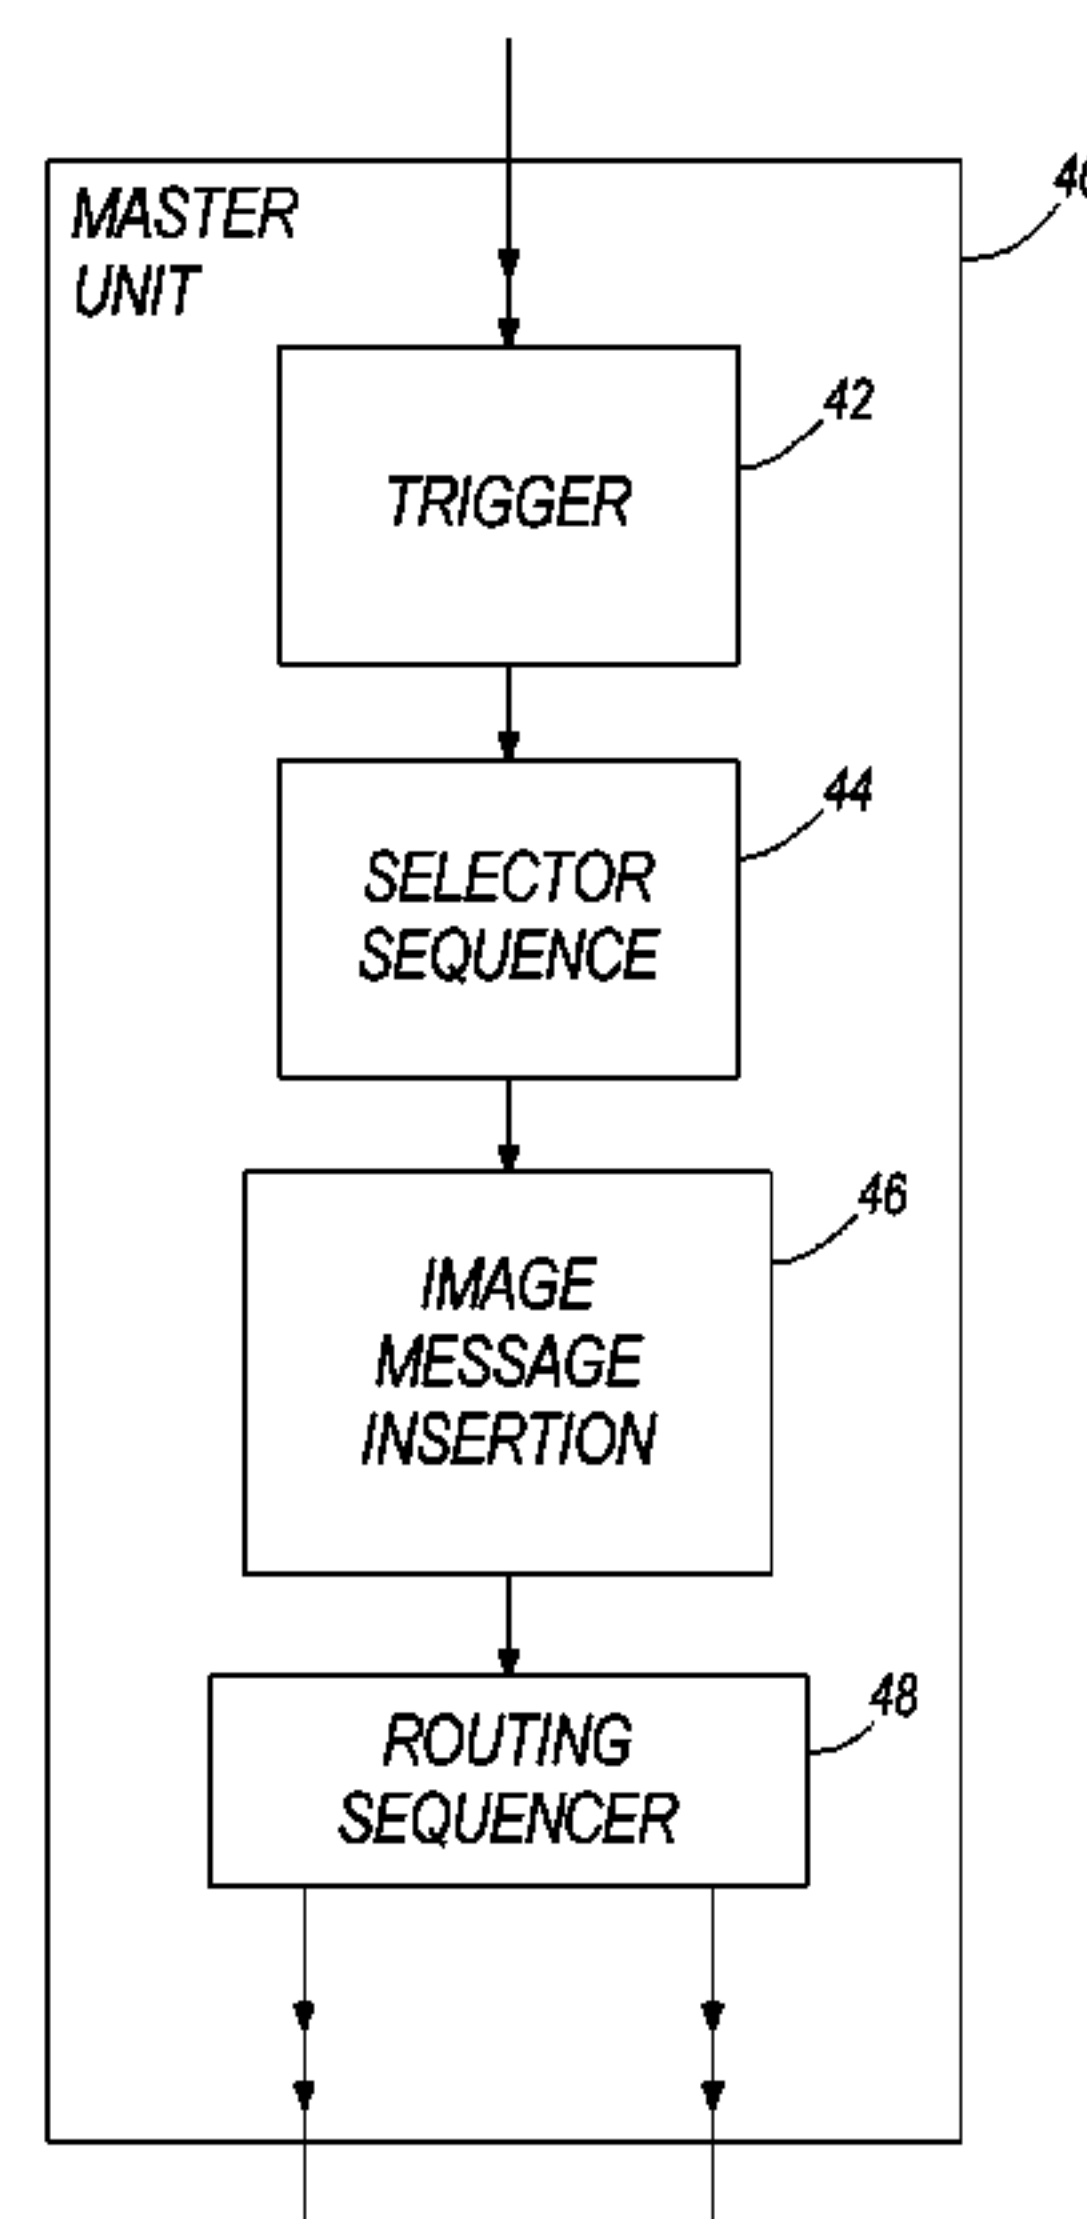 MASTER
UNIT
42
TRIGGER
44
SELECTOR
SEQUENCE
46
IMAGE
MESSAGE
INSERTION
48
ROUTING
SEQUENCER